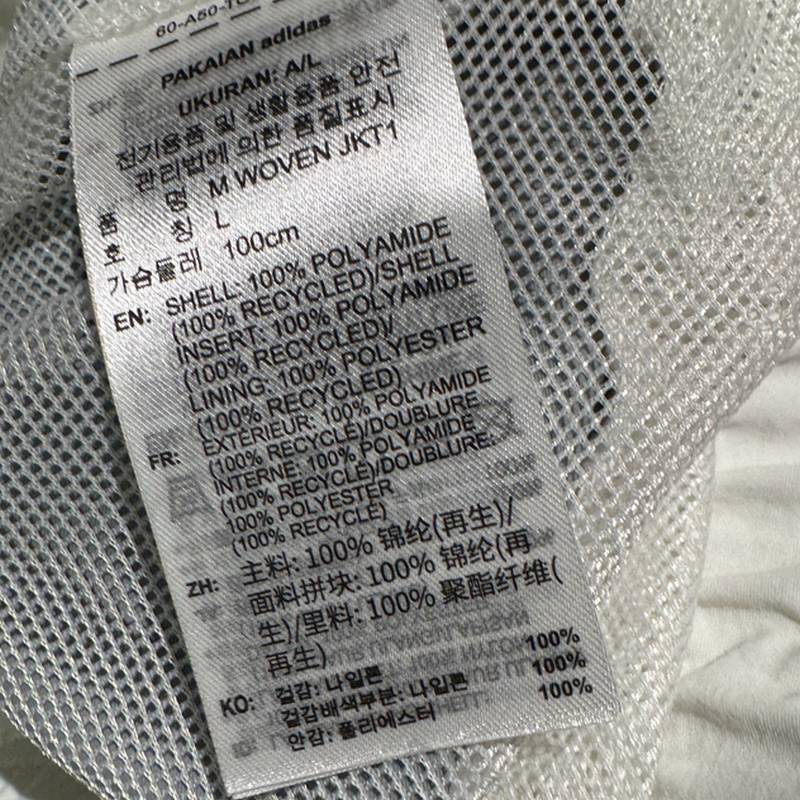 60-A50-TC
PAKAIAN adidas
UKURAN: A/L
전기용품 및 생활용품 안전
관리법에 의한 품질표시
품 명 M WOVEN JKT1
호 칭 L
가슴둘레 100cm
EN: SHELL: 100% POLYAMIDE
(100% RECYCLED)/SHELL
INSERT: 100% POLYAMIDE
(100% RECYCLED)/
LINING: 100% POLYESTER
(100% RECYCLED)
FR: EXTÉRIEUR: 100% POLYAMIDE
(100% RECYCLÉ)/DOUBLURE
INTERNE: 100% POLYAMIDE
(100% RECYCLÉ)/DOUBLURE:
100% POLYESTER
(100% RECYCLÉ)
ZH: 主料: 100% 锦纶(再生)/
面料拼块: 100% 锦纶(再
生)/里料: 100% 聚酯纤维(
再生)
KO: 겉감: 나일론 100%
겉감배색부분: 나일론 100%
안감: 폴리에스터 100%